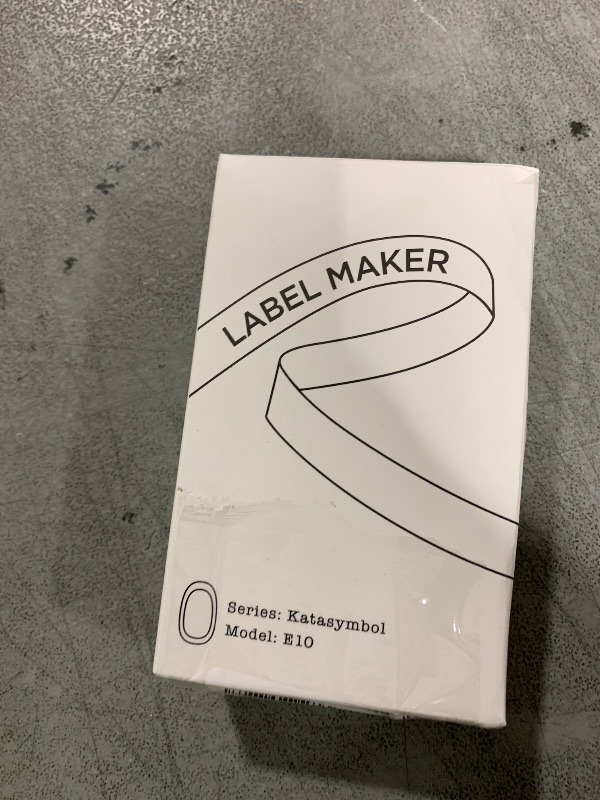 LABEL MAKER
Series: Katasymbol
Model: E10